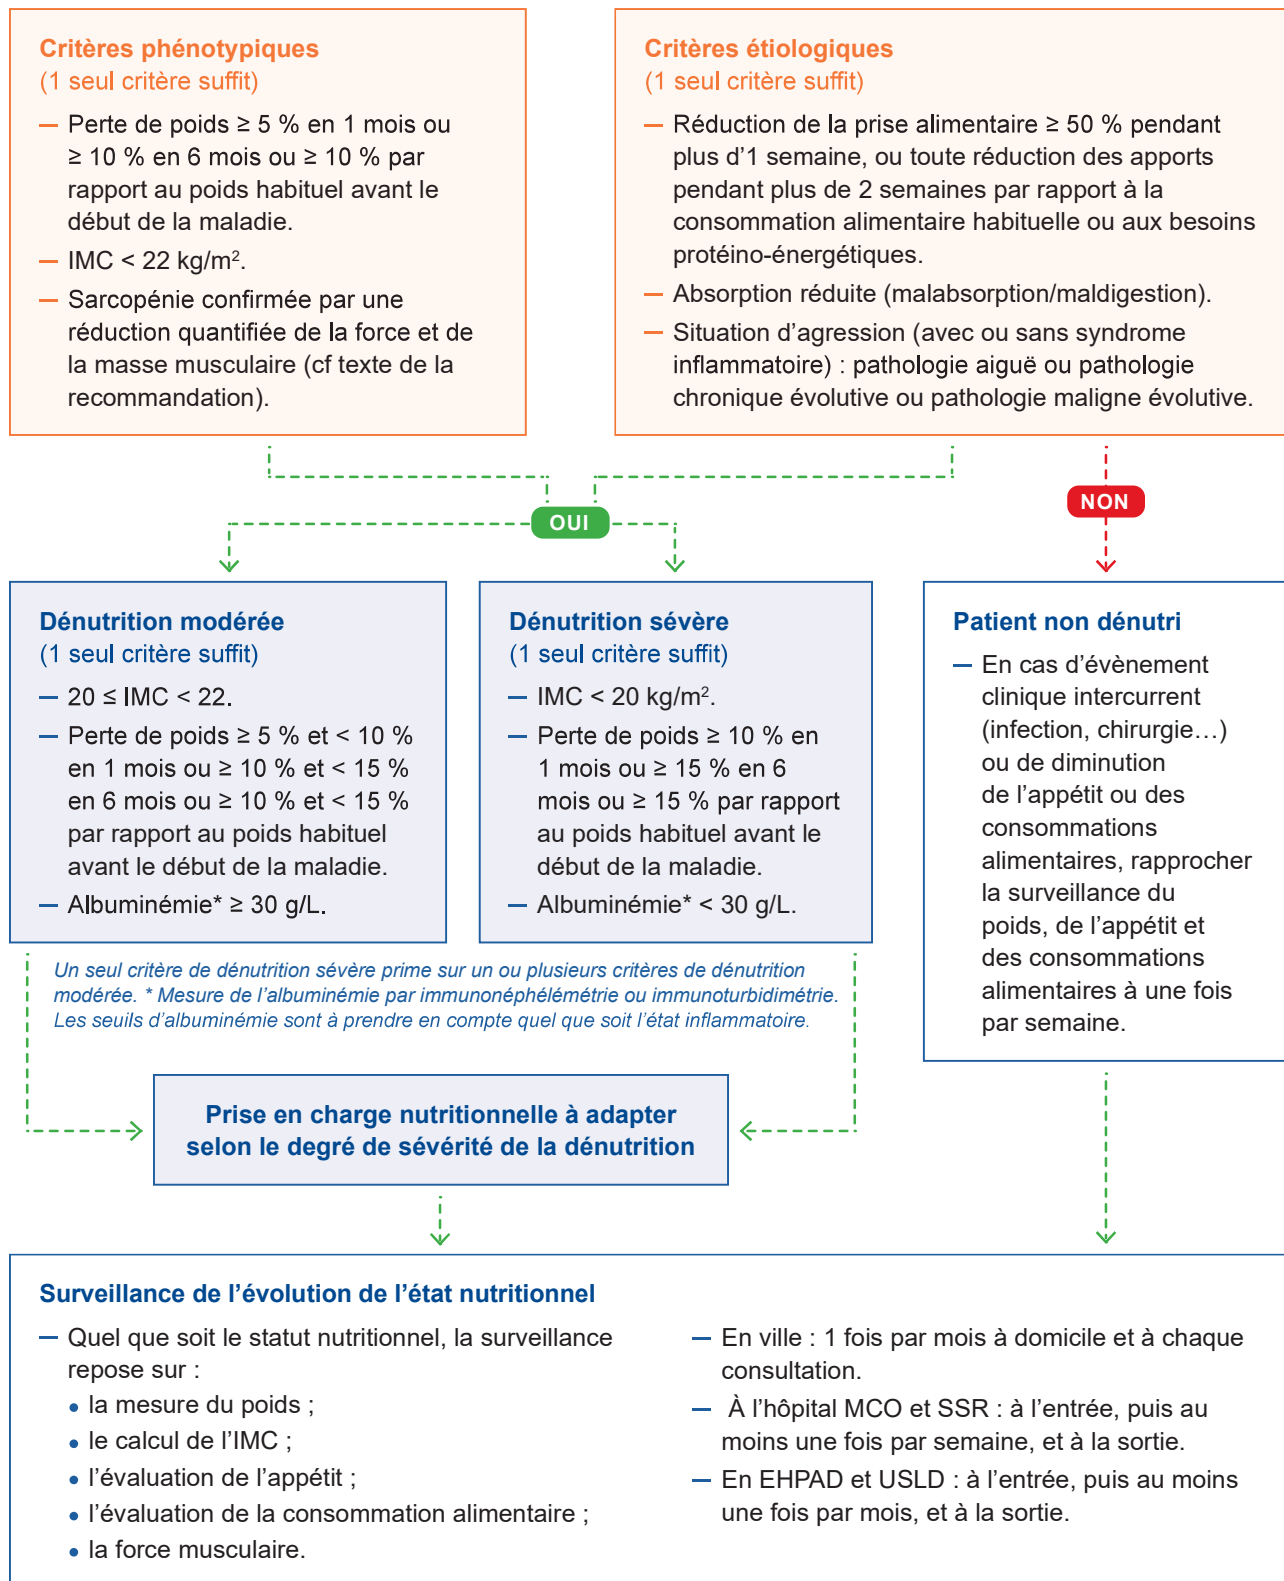 Critères phénotypiques
(1 seul critère suffit)
— Perte de poids ≥ 5 % en 1 mois ou
≥ 10 % en 6 mois ou ≥ 10 % par
rapport au poids habituel avant le
début de la maladie.
— IMC < 22 kg/m².
— Sarcopénie confirmée par une
réduction quantifiée de la force et de
la masse musculaire (cf texte de la
recommandation).
Critères étiologiques
(1 seul critère suffit)
— Réduction de la prise alimentaire ≥ 50 % pendant
plus d’1 semaine, ou toute réduction des apports
pendant plus de 2 semaines par rapport à la
consommation alimentaire habituelle ou aux besoins
protéino-énergétiques.
— Absorption réduite (malabsorption/maldigestion).
— Situation d’agression (avec ou sans syndrome
inflammatoire) : pathologie aiguë ou pathologie
chronique évolutive ou pathologie maligne évolutive.
OUI
NON
Dénutrition modérée
(1 seul critère suffit)
— 20 ≤ IMC < 22.
— Perte de poids ≥ 5 % et < 10 %
en 1 mois ou ≥ 10 % et < 15 %
en 6 mois ou ≥ 10 % et < 15 %
par rapport au poids habituel
avant le début de la maladie.
— Albuminémie* ≥ 30 g/L.
Dénutrition sévère
(1 seul critère suffit)
— IMC < 20 kg/m².
— Perte de poids ≥ 10 % en
1 mois ou ≥ 15 % en 6
mois ou ≥ 15 % par rapport
au poids habituel avant le
début de la maladie.
— Albuminémie* < 30 g/L.
Patient non dénutri
— En cas d’évènement
clinique intercurrent
(infection, chirurgie…)
ou de diminution
de l’appétit ou des
consommations
alimentaires, rapprocher
la surveillance du
poids, de l’appétit et
des consommations
alimentaires à une fois
par semaine.
Un seul critère de dénutrition sévère prime sur un ou plusieurs critères de dénutrition
modérée. * Mesure de l’albuminémie par immunonéphélémétrie ou immunoturbidimétrie.
Les seuils d’albuminémie sont à prendre en compte quel que soit l’état inflammatoire.
Prise en charge nutritionnelle à adapter
selon le degré de sévérité de la dénutrition
Surveillance de l’évolution de l’état nutritionnel
— Quel que soit le statut nutritionnel, la surveillance
repose sur :
• la mesure du poids ;
• le calcul de l’IMC ;
• l’évaluation de l’appétit ;
• l’évaluation de la consommation alimentaire ;
• la force musculaire.
— En ville : 1 fois par mois à domicile et à chaque
consultation.
— À l’hôpital MCO et SSR : à l’entrée, puis au
moins une fois par semaine, et à la sortie.
— En EHPAD et USLD : à l’entrée, puis au moins
une fois par mois, et à la sortie.